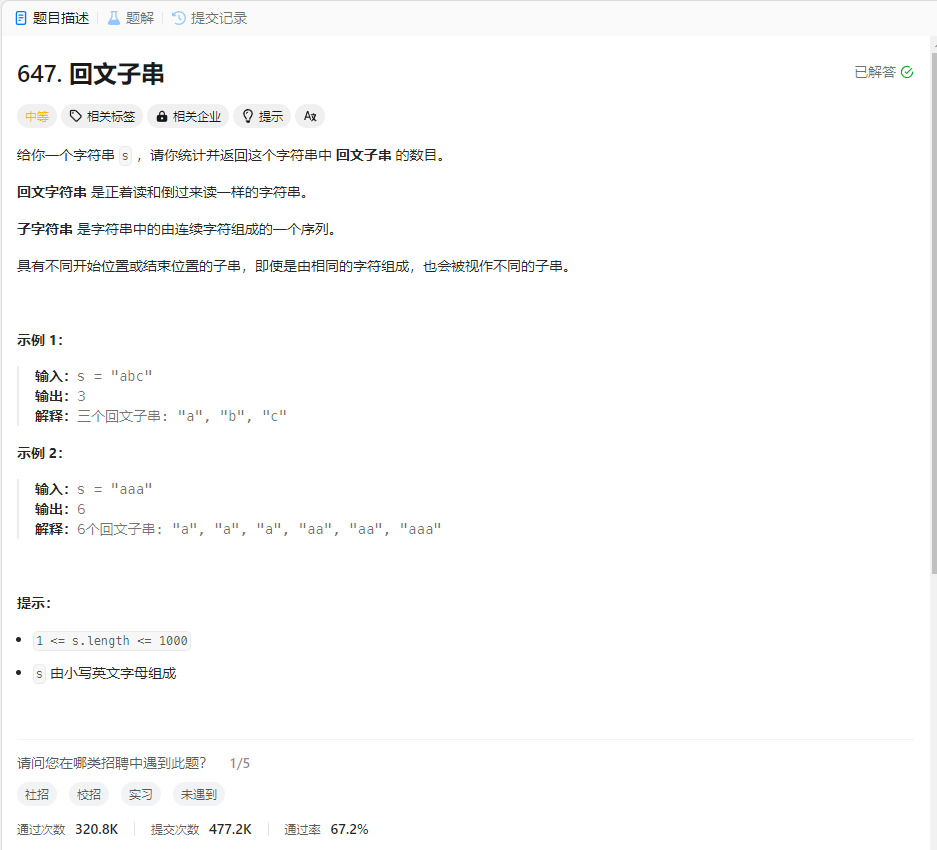 题目描述 题解 提交记录
647. 回文子串 已解答
中等 相关标签 相关企业 提示 Ax
给你一个字符串 s ，请你统计并返回这个字符串中 回文子串 的数目。
回文字符串 是正着读和倒过来读一样的字符串。
子字符串 是字符串中的由连续字符组成的一个序列。
具有不同开始位置或结束位置的子串，即使是由相同的字符组成，也会被视作不同的子串。
示例 1：
输入：s = "abc"
输出：3
解释：三个回文子串: "a", "b", "c"
示例 2：
输入：s = "aaa"
输出：6
解释：6个回文子串: "a", "a", "a", "aa", "aa", "aaa"
提示：
1 <= s.length <= 1000
s 由小写英文字母组成
请问您在哪类招聘中遇到此题？ 1/5
社招 校招 实习 未遇到
通过次数 320.8K 提交次数 477.2K 通过率 67.2%